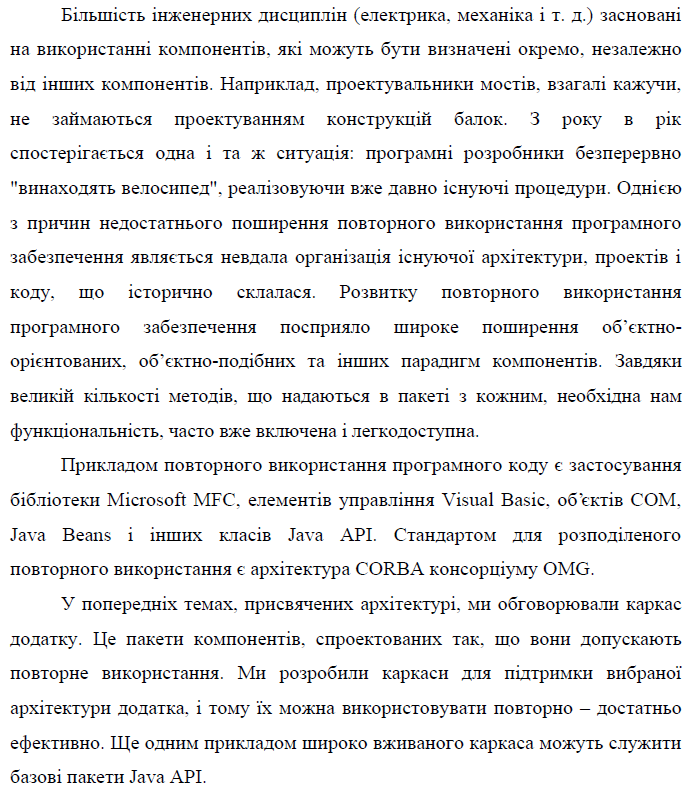 Більшість інженерних дисциплін (електрика, механіка і т. д.) засновані
на використанні компонентів, які можуть бути визначені окремо, незалежно
від інших компонентів. Наприклад, проектувальники мостів, взагалі кажучи,
не займаються проектуванням конструкцій балок. З року в рік
спостерігається одна і та ж ситуація: програмні розробники безперервно
"винаходять велосипед", реалізовуючи вже давно існуючі процедури. Однією
з причин недостатнього поширення повторного використання програмного
забезпечення являється невдала організація існуючої архітектури, проектів і
коду, що історично склалася. Розвитку повторного використання
програмного забезпечення посприяло широке поширення об’єктно-
орієнтованих, об’єктно-подібних та інших парадигм компонентів. Завдяки
великій кількості методів, що надаються в пакеті з кожним, необхідна нам
функціональність, часто вже включена і легкодоступна.
Прикладом повторного використання програмного коду є застосування
бібліотеки Microsoft MFC, елементів управління Visual Basic, об’єктів COM,
Java Beans і інших класів Java API. Стандартом для розподіленого
повторного використання є архітектура CORBA консорціуму OMG.
У попередніх темах, присвячених архітектурі, ми обговорювали каркас
додатку. Це пакети компонентів, спроектованих так, що вони допускають
повторне використання. Ми розробили каркаси для підтримки вибраної
архітектури додатка, і тому їх можна використовувати повторно – достатньо
ефективно. Ще одним прикладом широко вживаного каркаса можуть служити
базові пакети Java API.